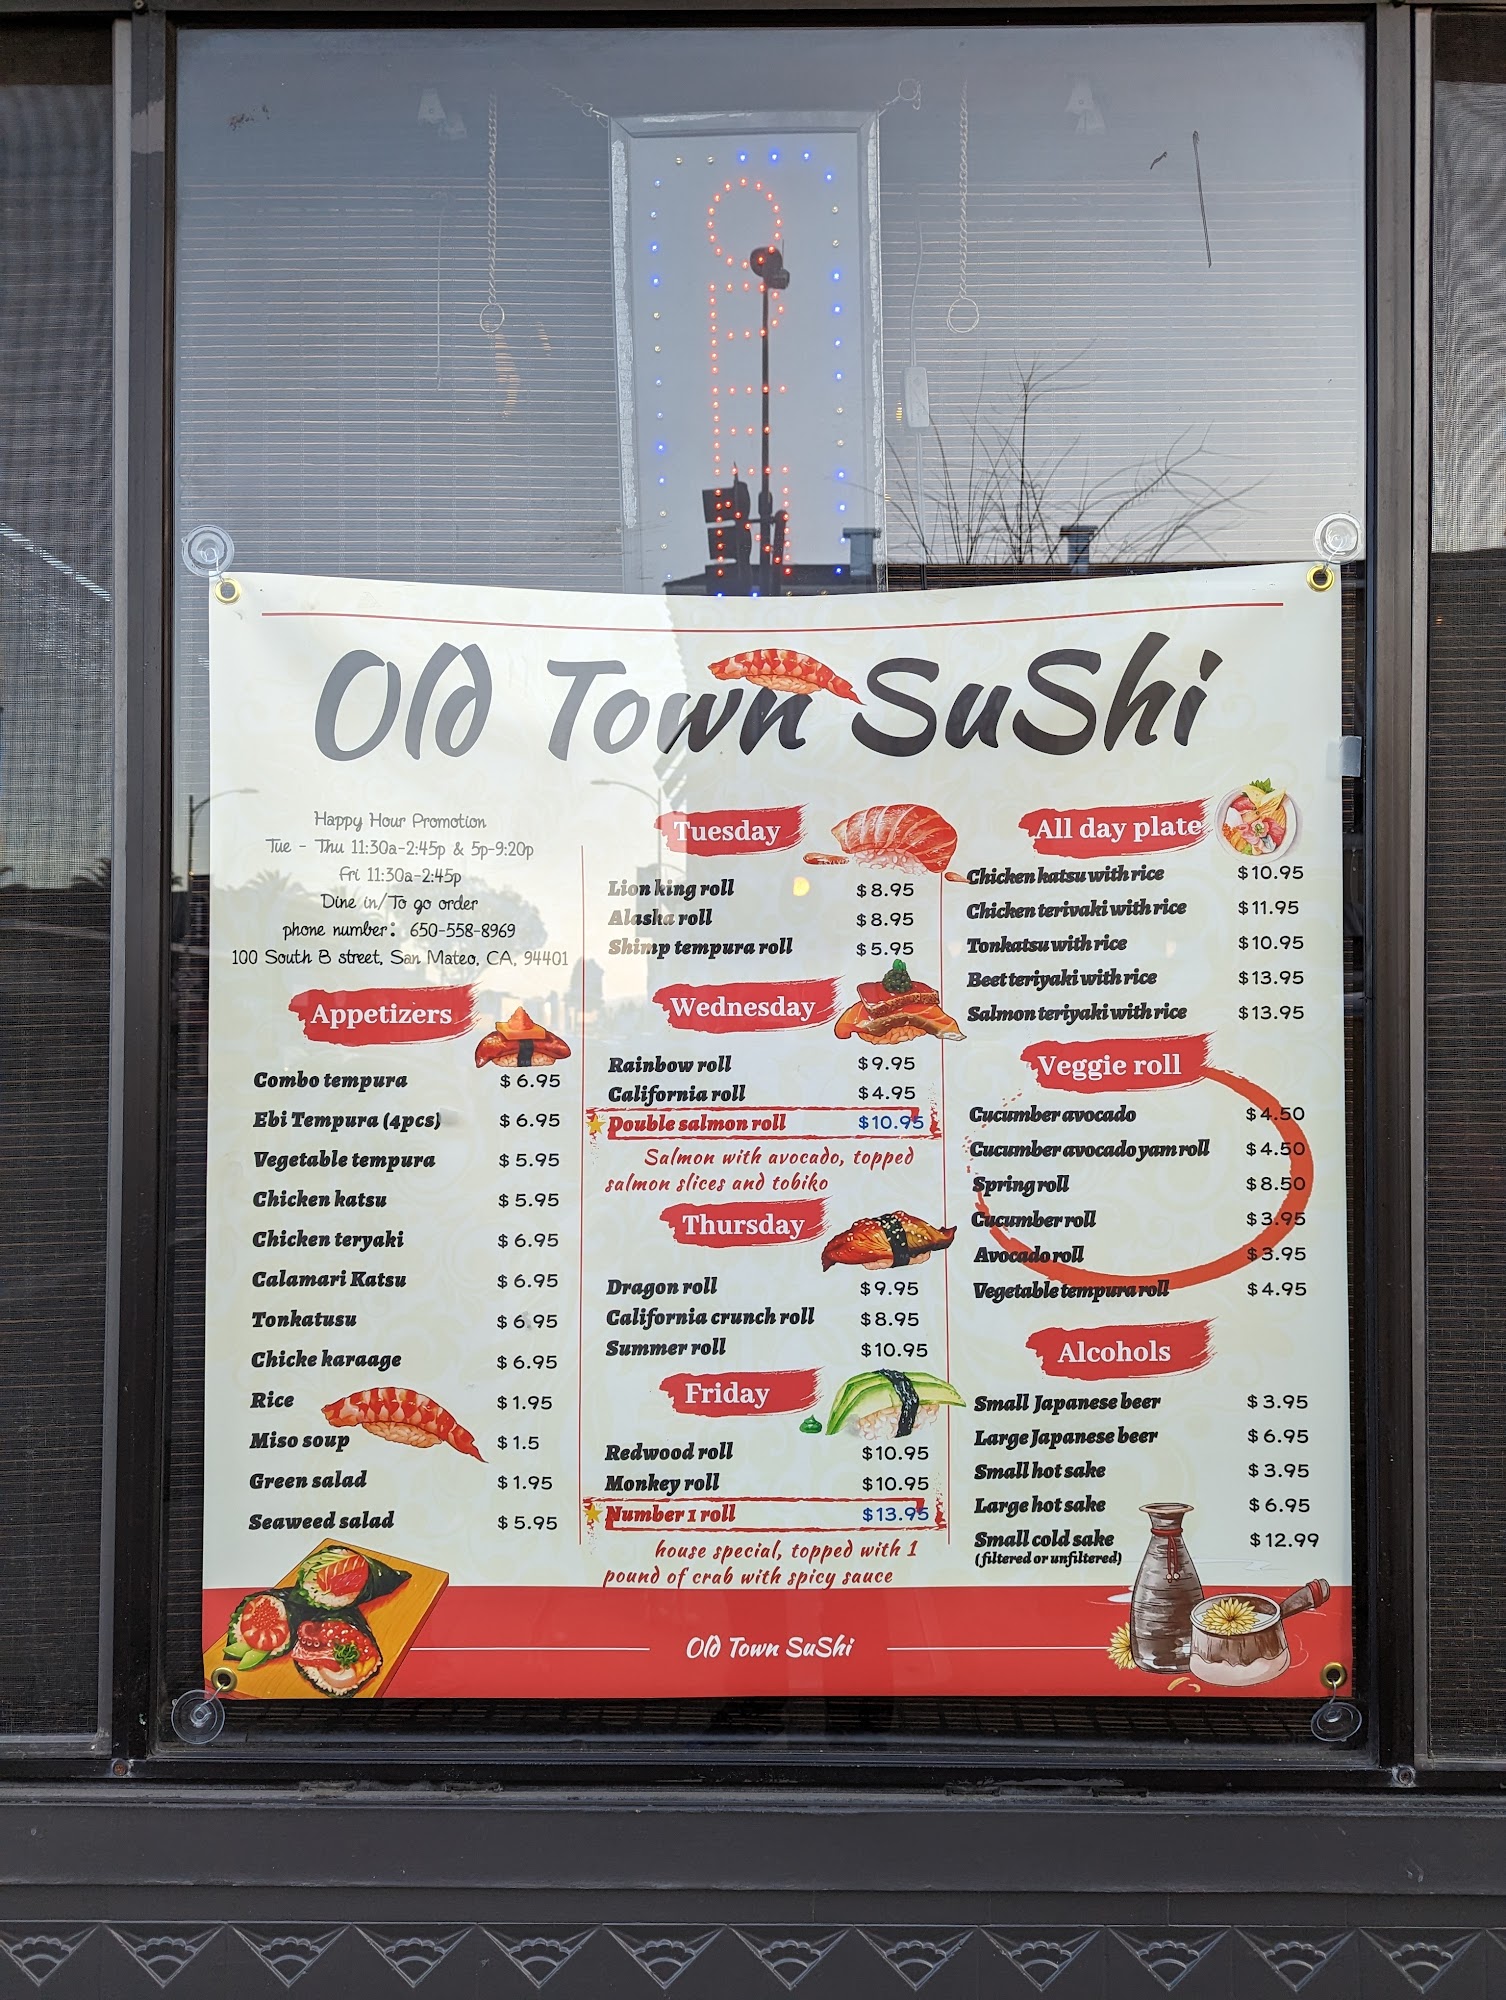 OPEN
Old Town SuShi
Happy Hour Promotion
Tue - Thu 11:30a-2:45p & 5p-9:20p
Fri 11:30a-2:45p
Dine in/To go order
phone number: 650-558-8969
100 South B street, San Mateo, CA, 94401
Appetizers
Combo tempura $6.95
Ebi Tempura (4pcs) $6.95
Vegetable tempura $5.95
Chicken katsu $5.95
Chicken teryaki $6.95
Calamari Katsu $6.95
Tonkatusu $6.95
Chicke karaage $6.95
Rice $1.95
Miso soup $1.5
Green salad $1.95
Seaweed salad $5.95
Tuesday
Lion king roll $8.95
Alaska roll $8.95
Shimp tempura roll $5.95
Wednesday
Rainbow roll $9.95
California roll $4.95
Double salmon roll $10.95
Salmon with avocado, topped
salmon slices and tobiko
Thursday
Dragon roll $9.95
California crunch roll $8.95
Summer roll $10.95
Friday
Redwood roll $10.95
Monkey roll $10.95
Number 1 roll $13.95
house special, topped with 1
pound of crab with spicy sauce
All day plate
Chicken katsu with rice $10.95
Chicken terivaki with rice $11.95
Tonkatsu with rice $10.95
Beet teriyaki with rice $13.95
Salmon teriyaki with rice $13.95
Veggie roll
Cucumber avocado $4.50
Cucumber avocado yam roll $4.50
Spring roll $8.50
Cucumber roll $3.95
Avocado roll $3.95
Vegetable tempura roll $4.95
Alcohols
Small Japanese beer $3.95
Large Japanese beer $6.95
Small hot sake $3.95
Large hot sake $6.95
Small cold sake $12.99
(filtered or unfiltered)
Old Town SuShi